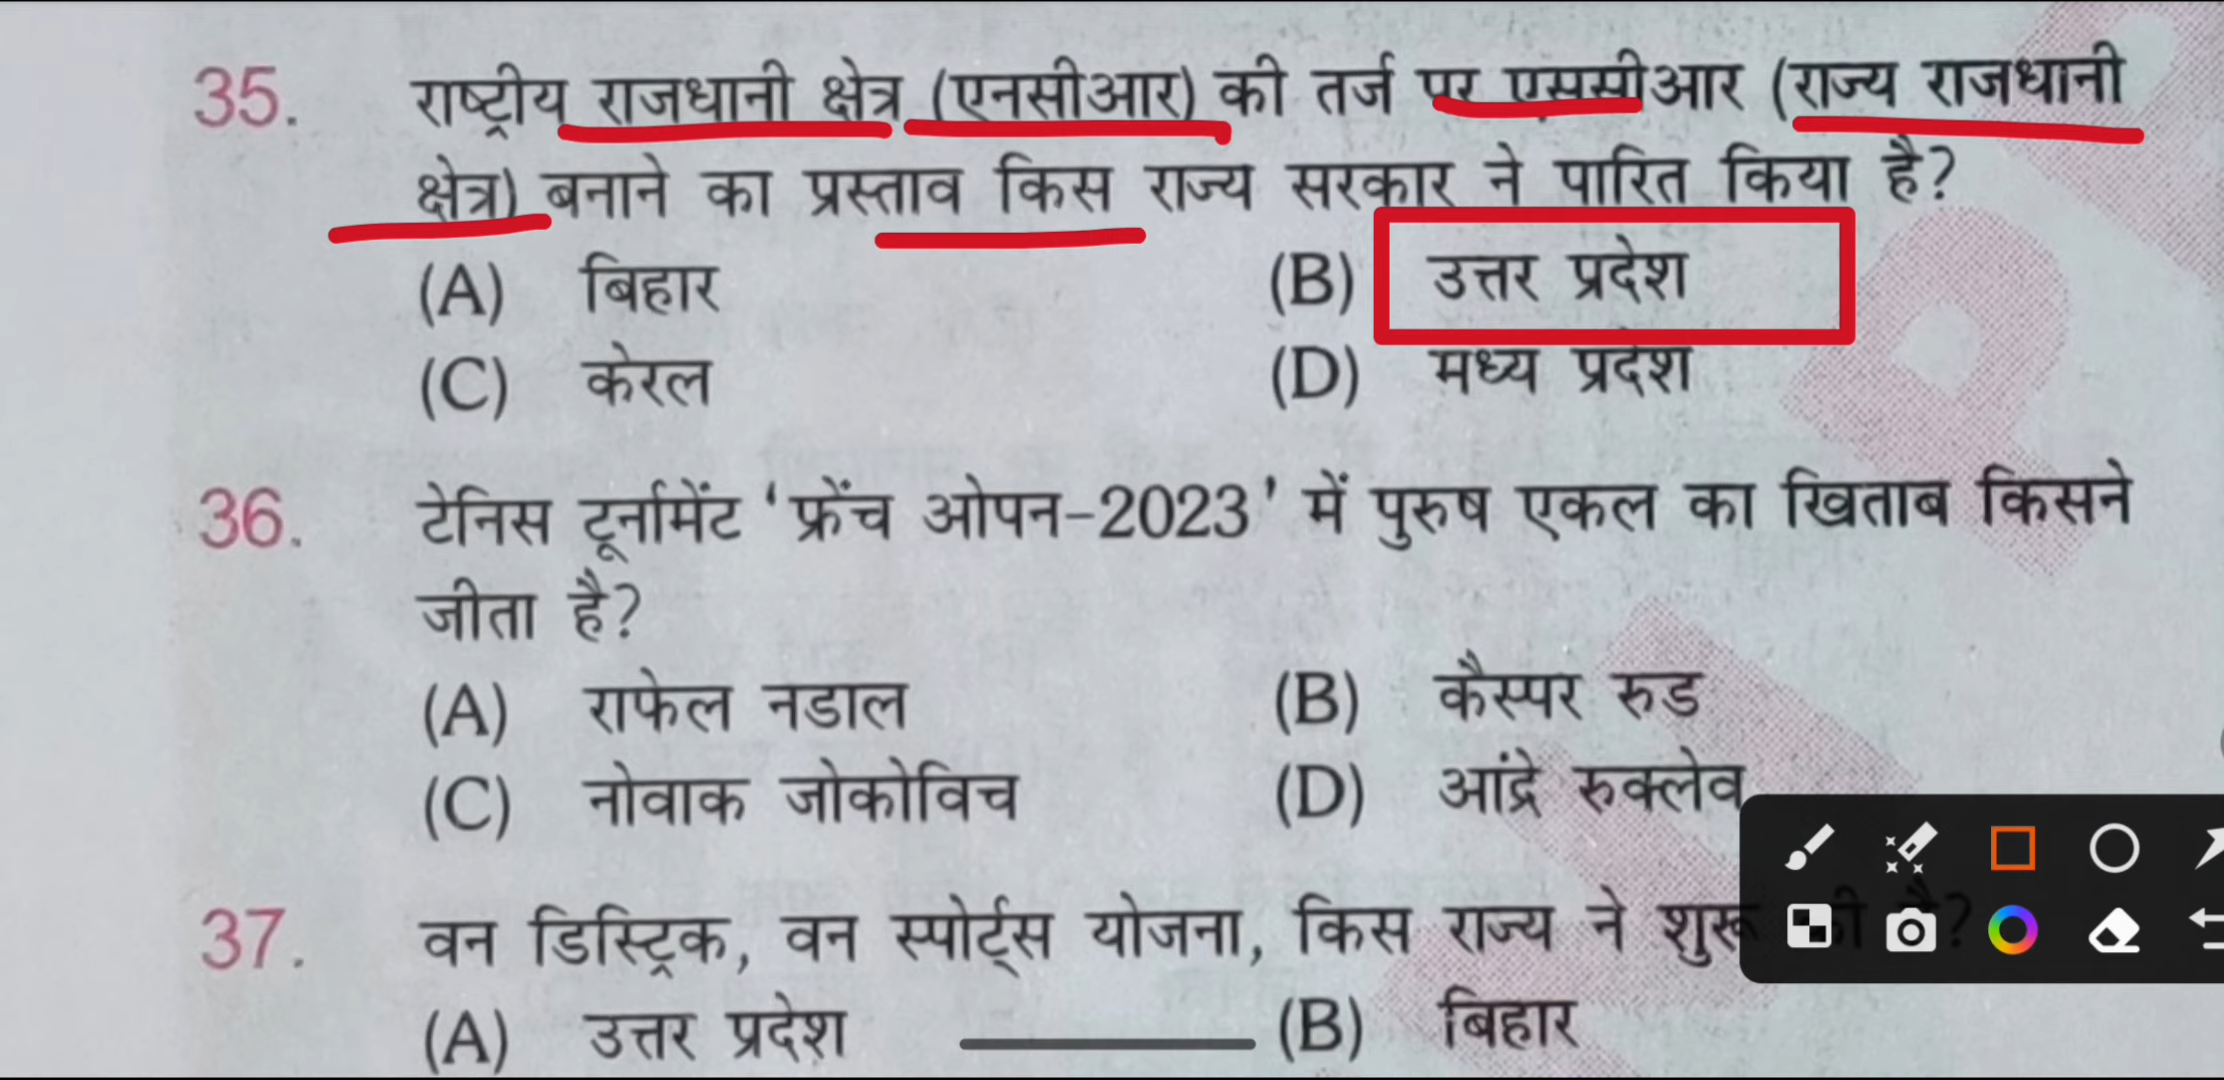 35. राष्ट्रीय राजधानी क्षेत्र (एनसीआर) की तर्ज पर एससीआर (राज्य राजधानी
क्षेत्र) बनाने का प्रस्ताव किस राज्य सरकार ने पारित किया है?
(A) बिहार (B) उत्तर प्रदेश
(C) केरल (D) मध्य प्रदेश
36. टेनिस टूर्नामेंट ‘फ्रेंच ओपन-2023’ में पुरुष एकल का खिताब किसने
जीता है?
(A) राफेल नडाल (B) कैस्पर रुड
(C) नोवाक जोकोविच (D) आंद्रे रुक्लेव
37. वन डिस्ट्रिक, वन स्पोर्ट्स योजना, किस राज्य ने शुरू की है?
(A) उत्तर प्रदेश (B) बिहार